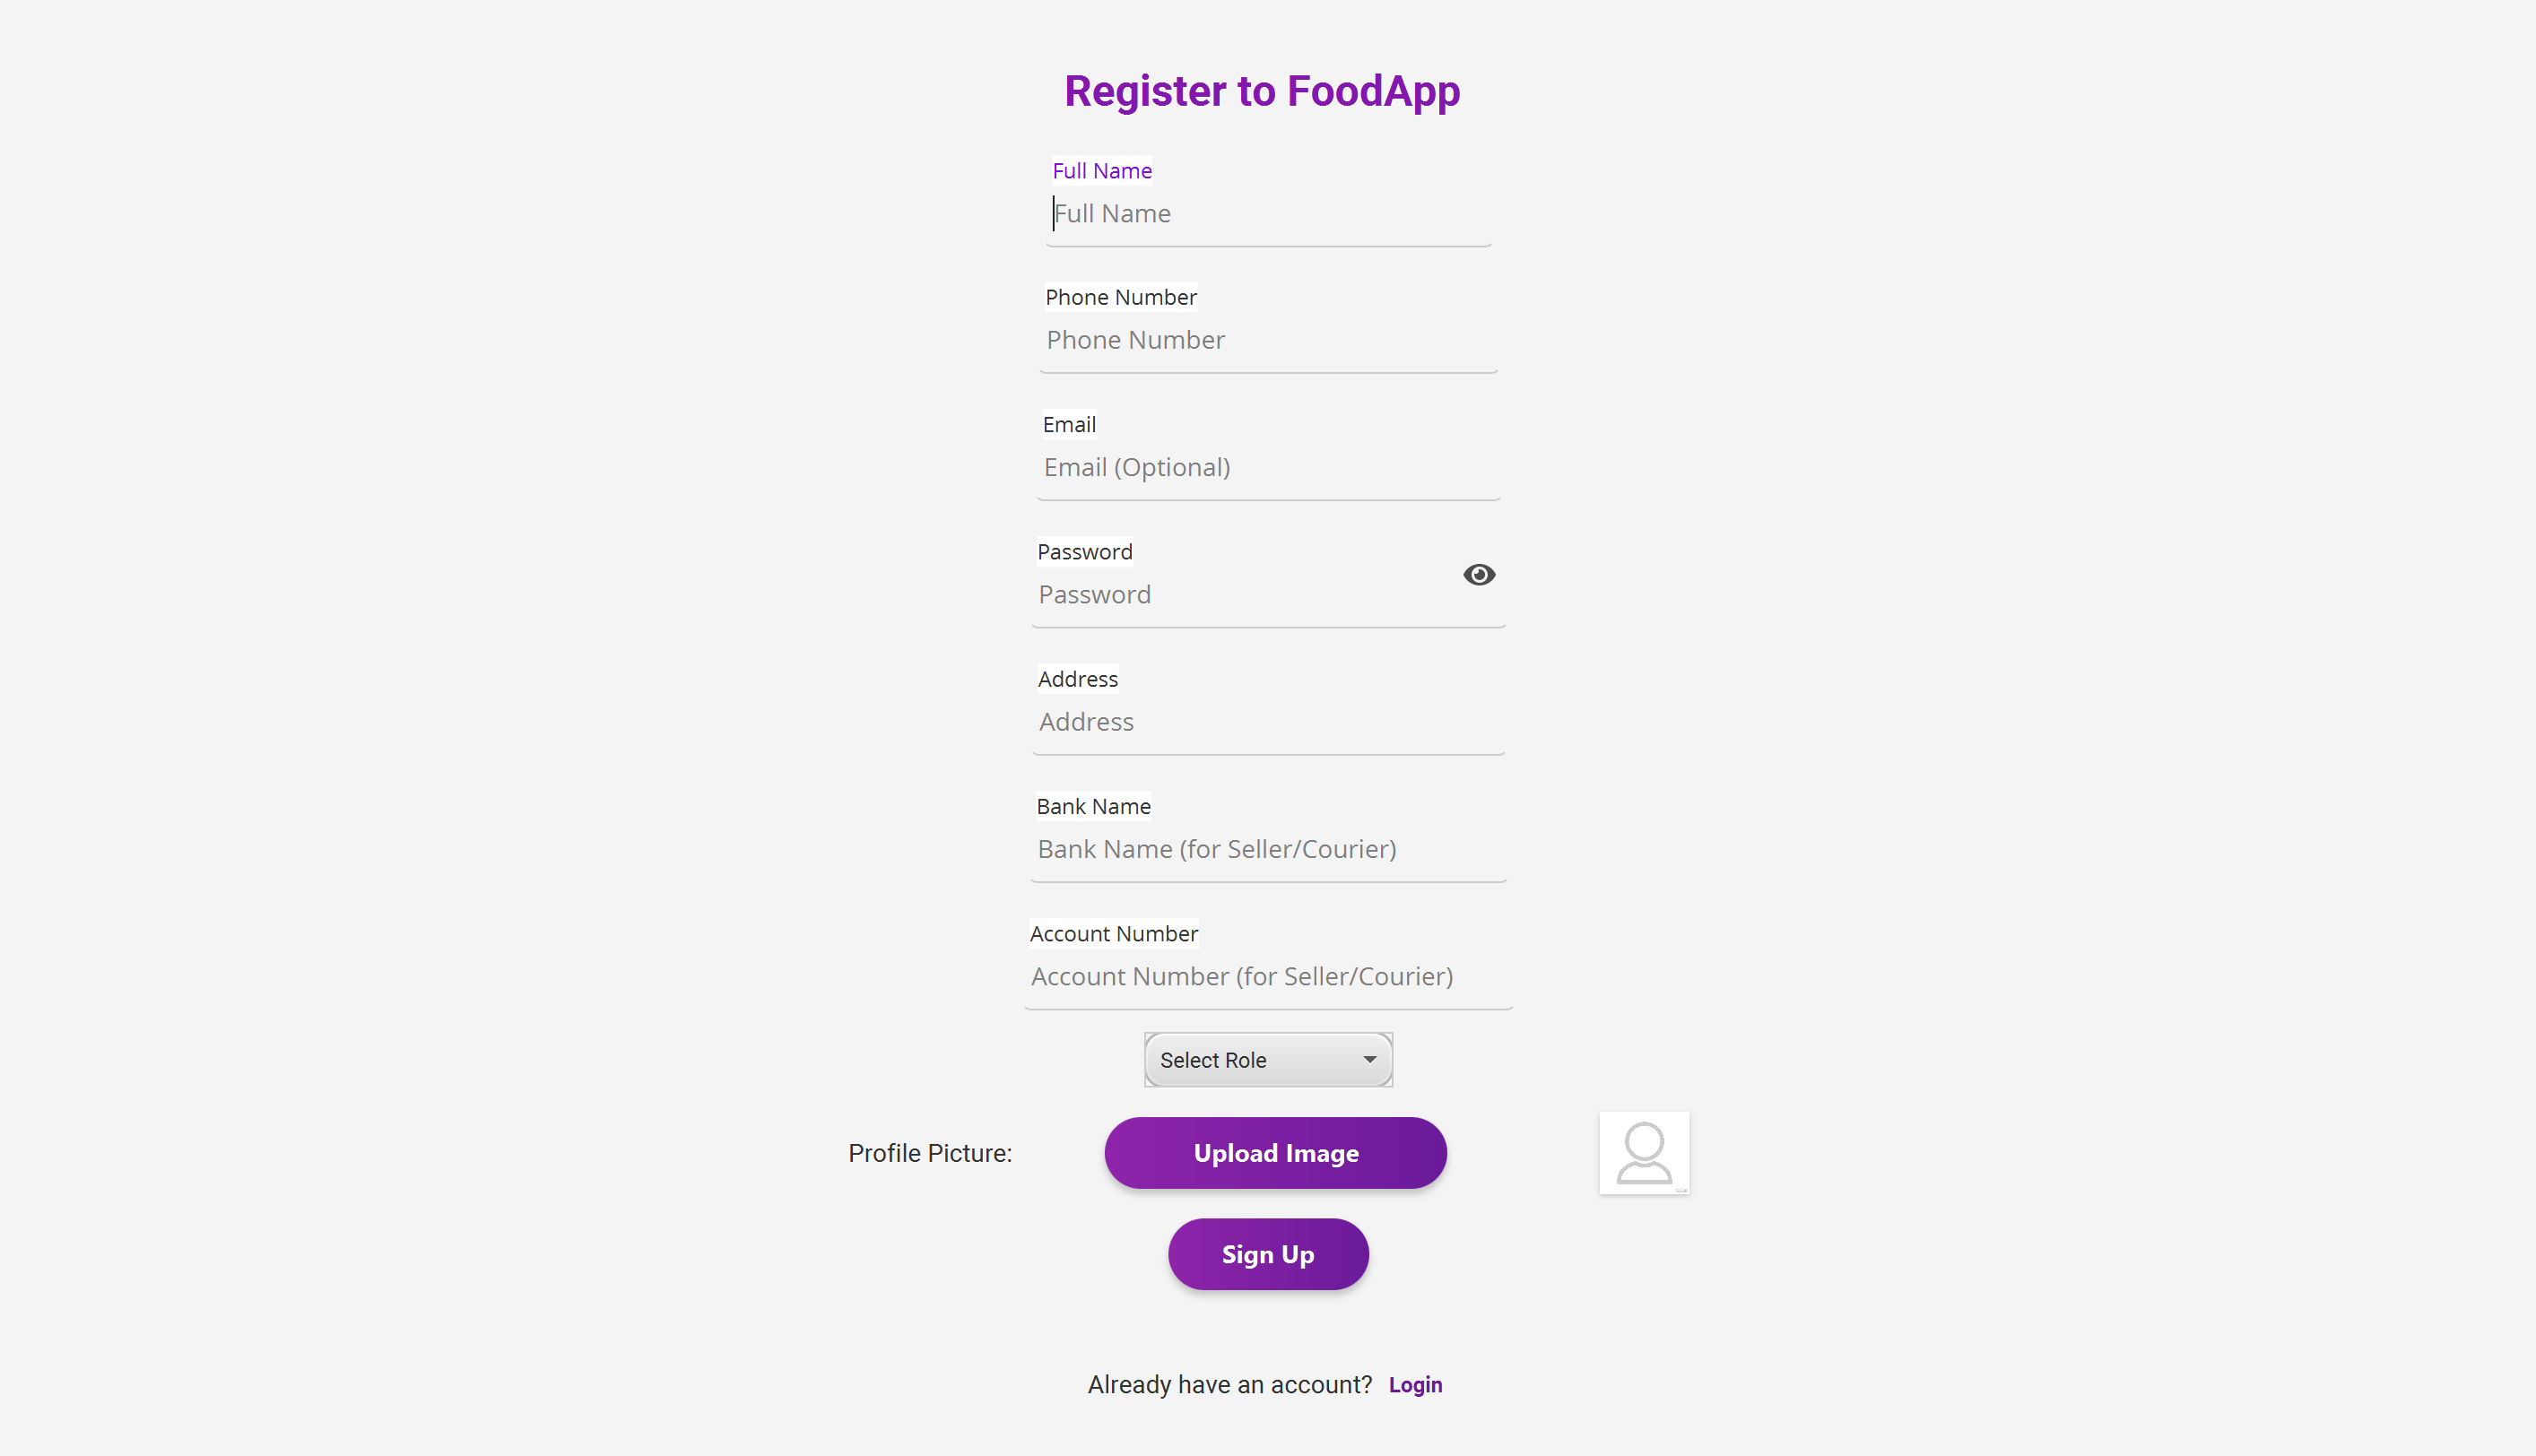 Register to FoodApp
Full Name
Full Name
Phone Number
Phone Number
Email
Email (Optional)
Password
Password
Address
Address
Bank Name
Bank Name (for Seller/Courier)
Account Number
Account Number (for Seller/Courier)
Select Role
Profile Picture: Upload Image
Sign Up
Already have an account? Login